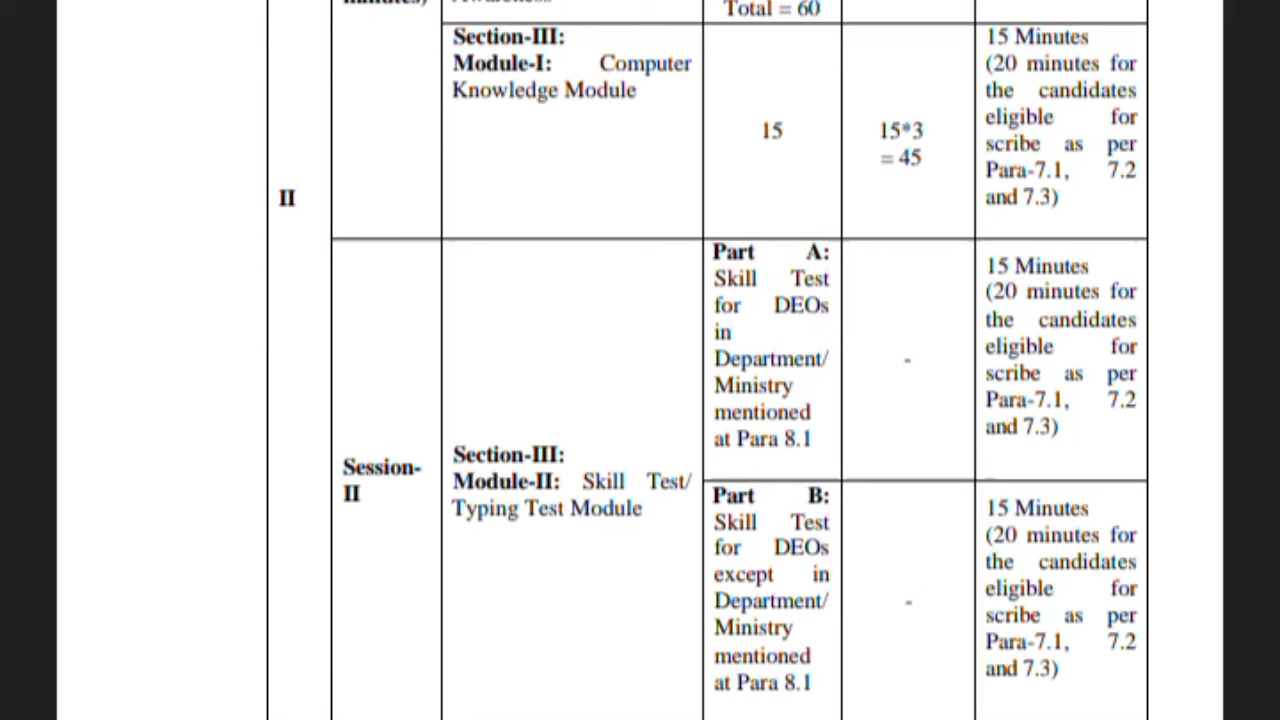 minutes)
Awareness
Total = 60
II
Section-III:
Module-I: Computer
Knowledge Module
15
15*3
= 45
15 Minutes
(20 minutes for
the candidates
eligible for
scribe as per
Para-7.1, 7.2
and 7.3)
Session-
II
Section-III:
Module-II: Skill Test/
Typing Test Module
Part A:
Skill Test
for DEOs
in
Department/
Ministry
mentioned
at Para 8.1
-
15 Minutes
(20 minutes for
the candidates
eligible for
scribe as per
Para-7.1, 7.2
and 7.3)
Part B:
Skill Test
for DEOs
except in
Department/
Ministry
mentioned
at Para 8.1
-
15 Minutes
(20 minutes for
the candidates
eligible for
scribe as per
Para-7.1, 7.2
and 7.3)